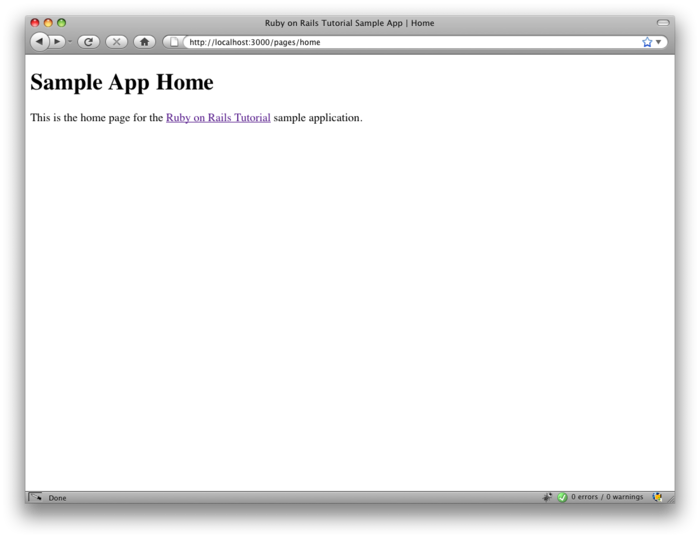 Ruby on Rails Tutorial Sample App | Home
http://localhost:3000/pages/home
Sample App Home
This is the home page for the Ruby on Rails Tutorial sample application.
Done
0 errors / 0 warnings